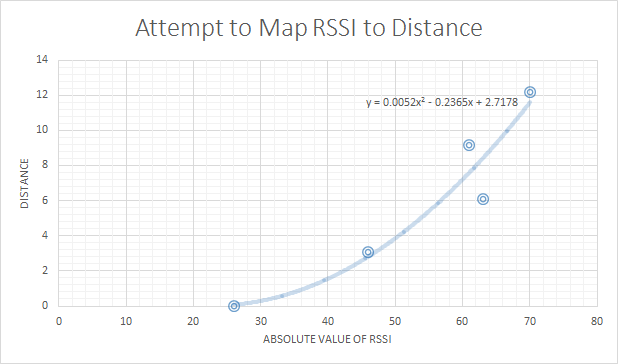 Attempt to Map RSSI to Distance
14
12
10
8
6
4
2
0
DISTANCE
y = 0.0052x² - 0.2365x + 2.7178
0 10 20 30 40 50 60 70 80
ABSOLUTE VALUE OF RSSI